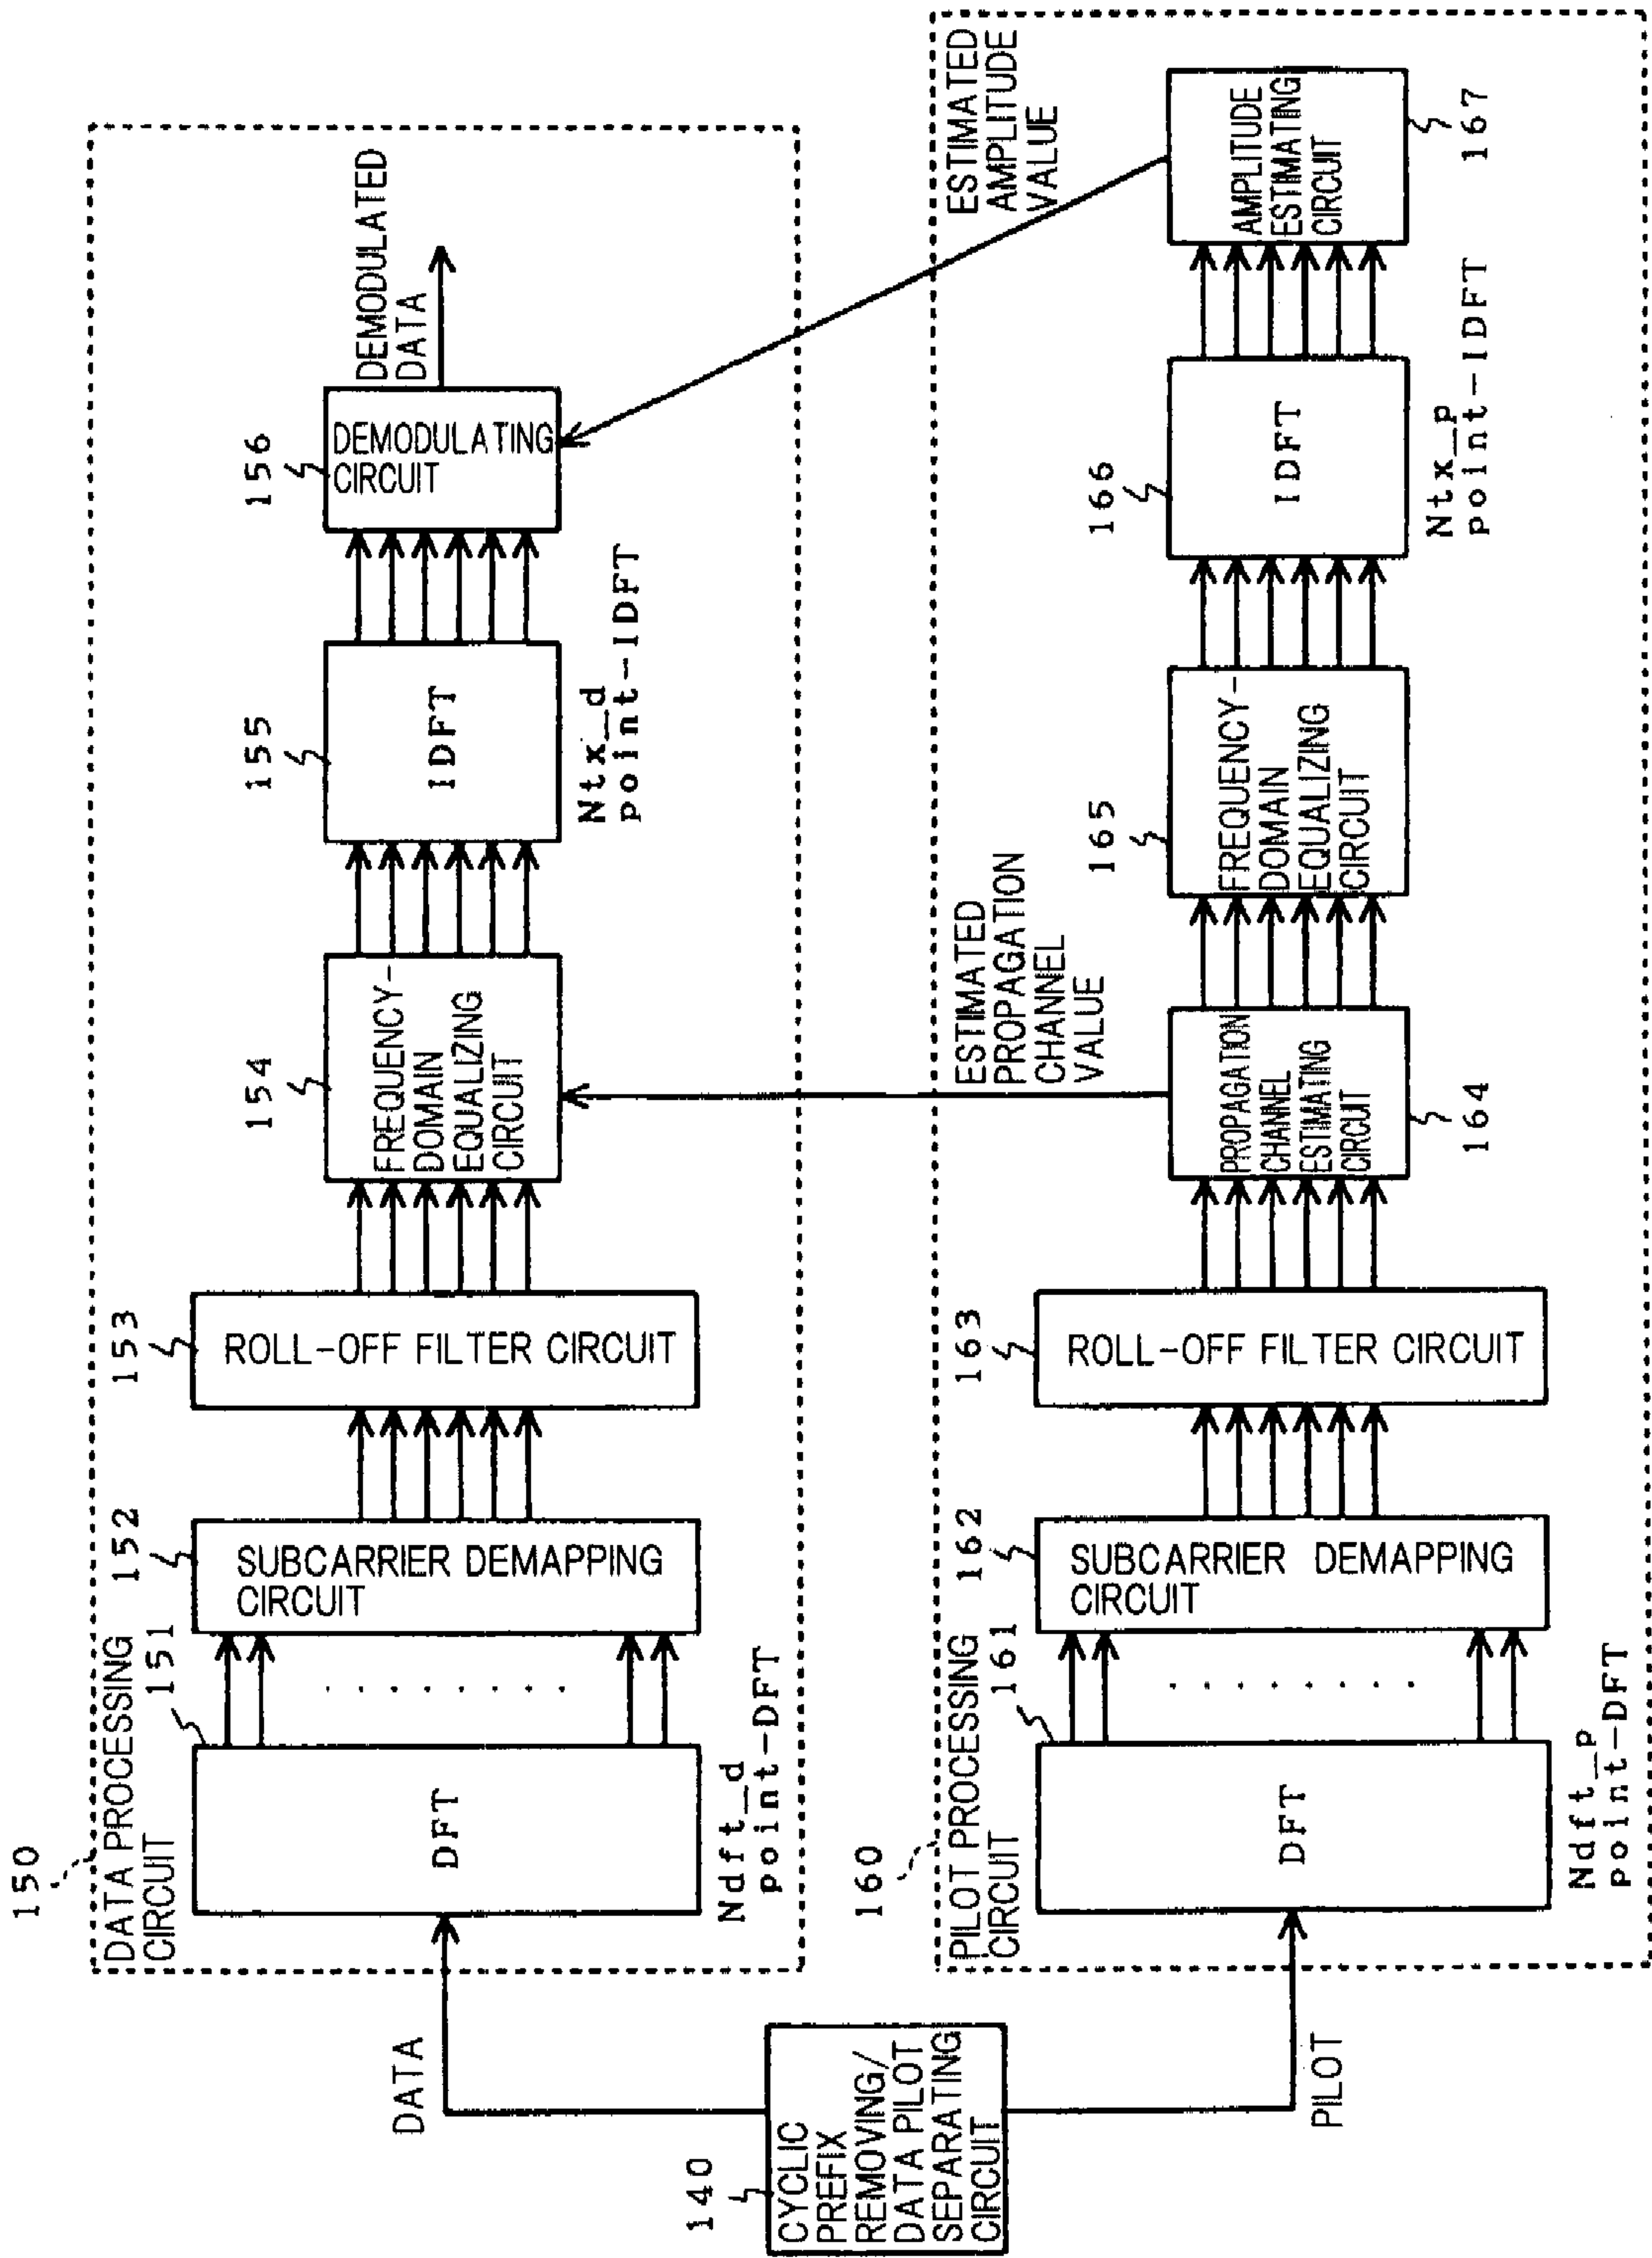 140
CYCLIC
PREFIX
REMOVING/
DATA PILOT
SEPARATING
CIRCUIT
DATA
PILOT
150
DATA PROCESSING
CIRCUIT
151
DFT
Ndft_d
point-DFT
152
SUBCARRIER DEMAPPING
CIRCUIT
153
ROLL-OFF FILTER CIRCUIT
154
FREQUENCY-
DOMAIN
EQUALIZING
CIRCUIT
155
IDFT
Ntx_d
point-IDFT
156
DEMODULATING
CIRCUIT
DEMODULATED
DATA
160
PILOT PROCESSING
CIRCUIT
161
DFT
Ndft_p
point-DFT
162
SUBCARRIER DEMAPPING
CIRCUIT
163
ROLL-OFF FILTER CIRCUIT
ESTIMATED
PROPAGATION
CHANNEL
VALUE
PROPAGATION
CHANNEL
ESTIMATING
CIRCUIT
164
165
FREQUENCY-
DOMAIN
EQUALIZING
CIRCUIT
166
IDFT
Ntx_p
point-IDFT
ESTIMATED
AMPLITUDE
VALUE
AMPLITUDE
ESTIMATING
CIRCUIT
167